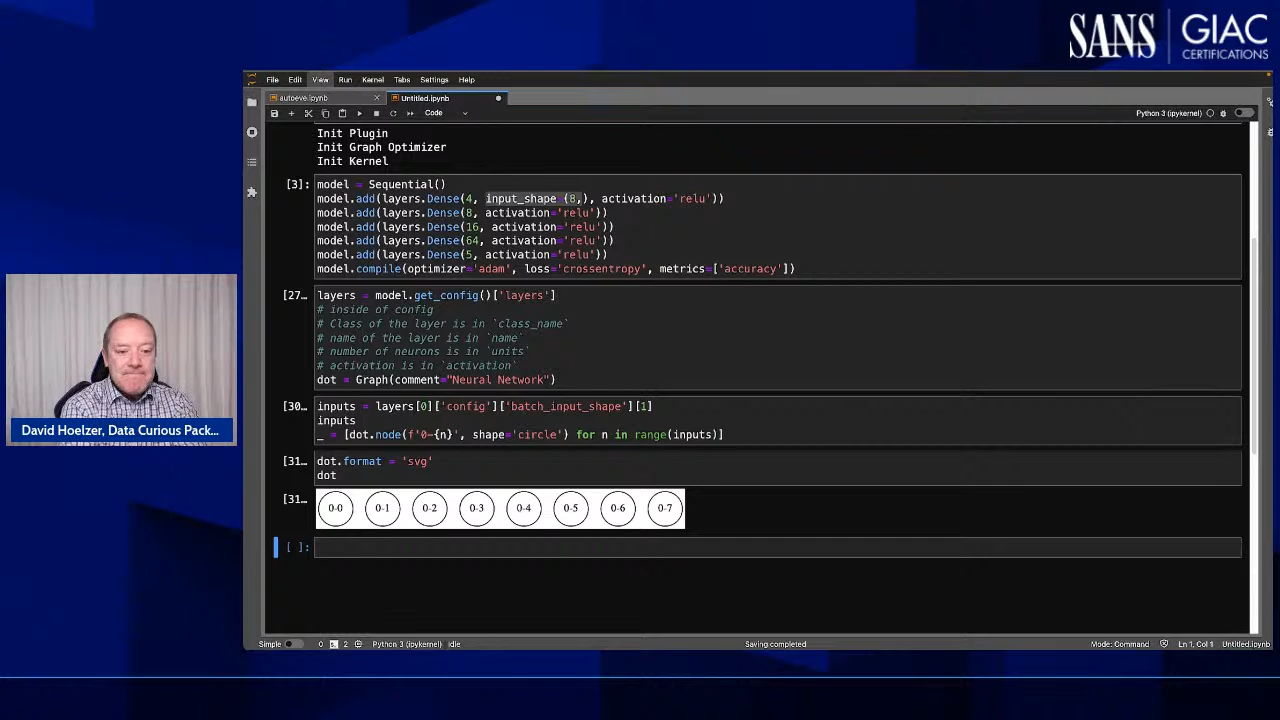 SANS
GIAC
CERTIFICATIONS
File Edit View Run Kernel Tabs Settings Help
autoeve.ipynb
Untitled.ipynb
Code
Python 3 (ipykernel)
Init Plugin
Init Graph Optimizer
Init Kernel
[3]:
model = Sequential()
model.add(layers.Dense(4, input_shape=(8,), activation='relu'))
model.add(layers.Dense(8, activation='relu'))
model.add(layers.Dense(16, activation='relu'))
model.add(layers.Dense(64, activation='relu'))
model.add(layers.Dense(5, activation='relu'))
model.compile(optimizer='adam', loss='crossentropy', metrics=['accuracy'])
[27…
layers = model.get_config()['layers']
# inside of config
# Class of the layer is in `class_name`
# name of the layer is in `name`
# number of neurons is in `units`
# activation is in `activation`
dot = Graph(comment="Neural Network")
[30…
inputs = layers[0]['config']['batch_input_shape'][1]
inputs
_ = [dot.node(f'0-{n}', shape='circle') for n in range(inputs)]
[31…
dot.format = 'svg'
dot
[31…
0-0 0-1 0-2 0-3 0-4 0-5 0-6 0-7
[ ]:
David Hoelzer, Data Curious Pack...
Simple 0 2 Python 3 (ipykernel) Idle Saving completed Mode: Command Ln 1, Col 1 Untitled.ipynb